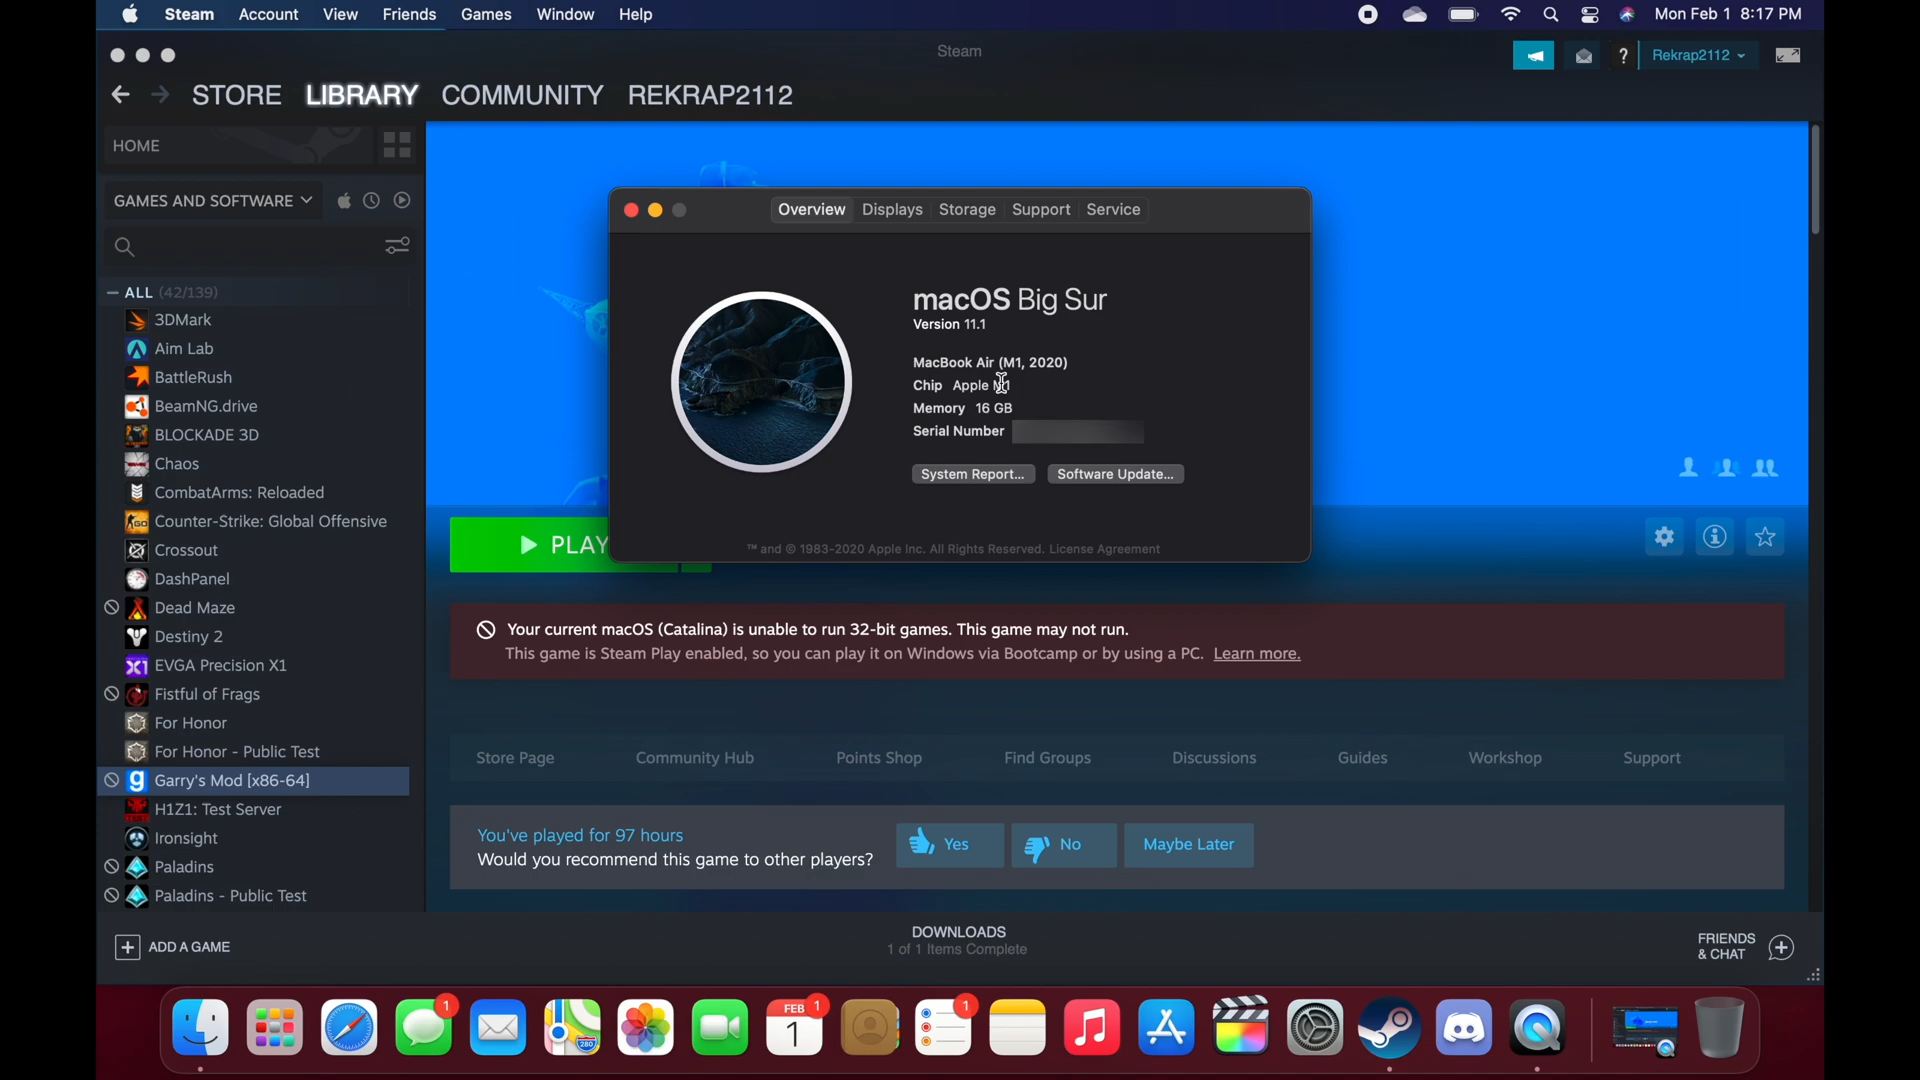 Steam Account View Friends Games Window Help
Mon Feb 1 8:17 PM
Steam
? Rekrap2112
STORE LIBRARY COMMUNITY REKRAP2112
HOME
GAMES AND SOFTWARE
ALL (42/139)
3DMark
Aim Lab
BattleRush
BeamNG.drive
BLOCKADE 3D
Chaos
CombatArms: Reloaded
Counter-Strike: Global Offensive
Crossout
DashPanel
Dead Maze
Destiny 2
EVGA Precision X1
Fistful of Frags
For Honor
For Honor - Public Test
Garry's Mod [x86-64]
H1Z1: Test Server
Ironsight
Paladins
Paladins - Public Test
Overview Displays Storage Support Service
macOS Big Sur
Version 11.1
MacBook Air (M1, 2020)
Chip Apple M1
Memory 16 GB
Serial Number
System Report... Software Update...
™ and © 1983-2020 Apple Inc. All Rights Reserved. License Agreement
PLAY
Your current macOS (Catalina) is unable to run 32-bit games. This game may not run.
This game is Steam Play enabled, so you can play it on Windows via Bootcamp or by using a PC. Learn more.
Store Page Community Hub Points Shop Find Groups Discussions Guides Workshop Support
You've played for 97 hours
Would you recommend this game to other players?
Yes No Maybe Later
ADD A GAME
DOWNLOADS
1 of 1 Items Complete
FRIENDS
& CHAT
1
FEB
1
1
1
280